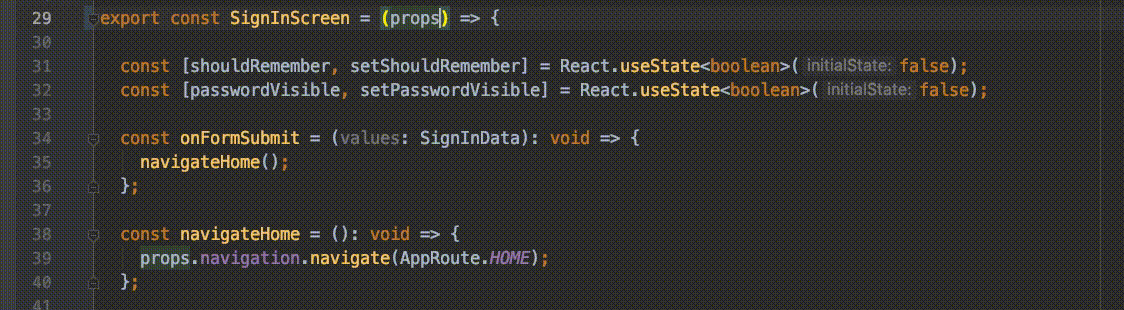 29 export const SignInScreen = (props) => {
30
31 const [shouldRemember, setShouldRemember] = React.useState<boolean>( initialState: false);
32 const [passwordVisible, setPasswordVisible] = React.useState<boolean>( initialState: false);
33
34 const onFormSubmit = (values: SignInData): void => {
35 navigateHome();
36 };
37
38 const navigateHome = (): void => {
39 props.navigation.navigate(AppRoute.HOME);
40 };
41